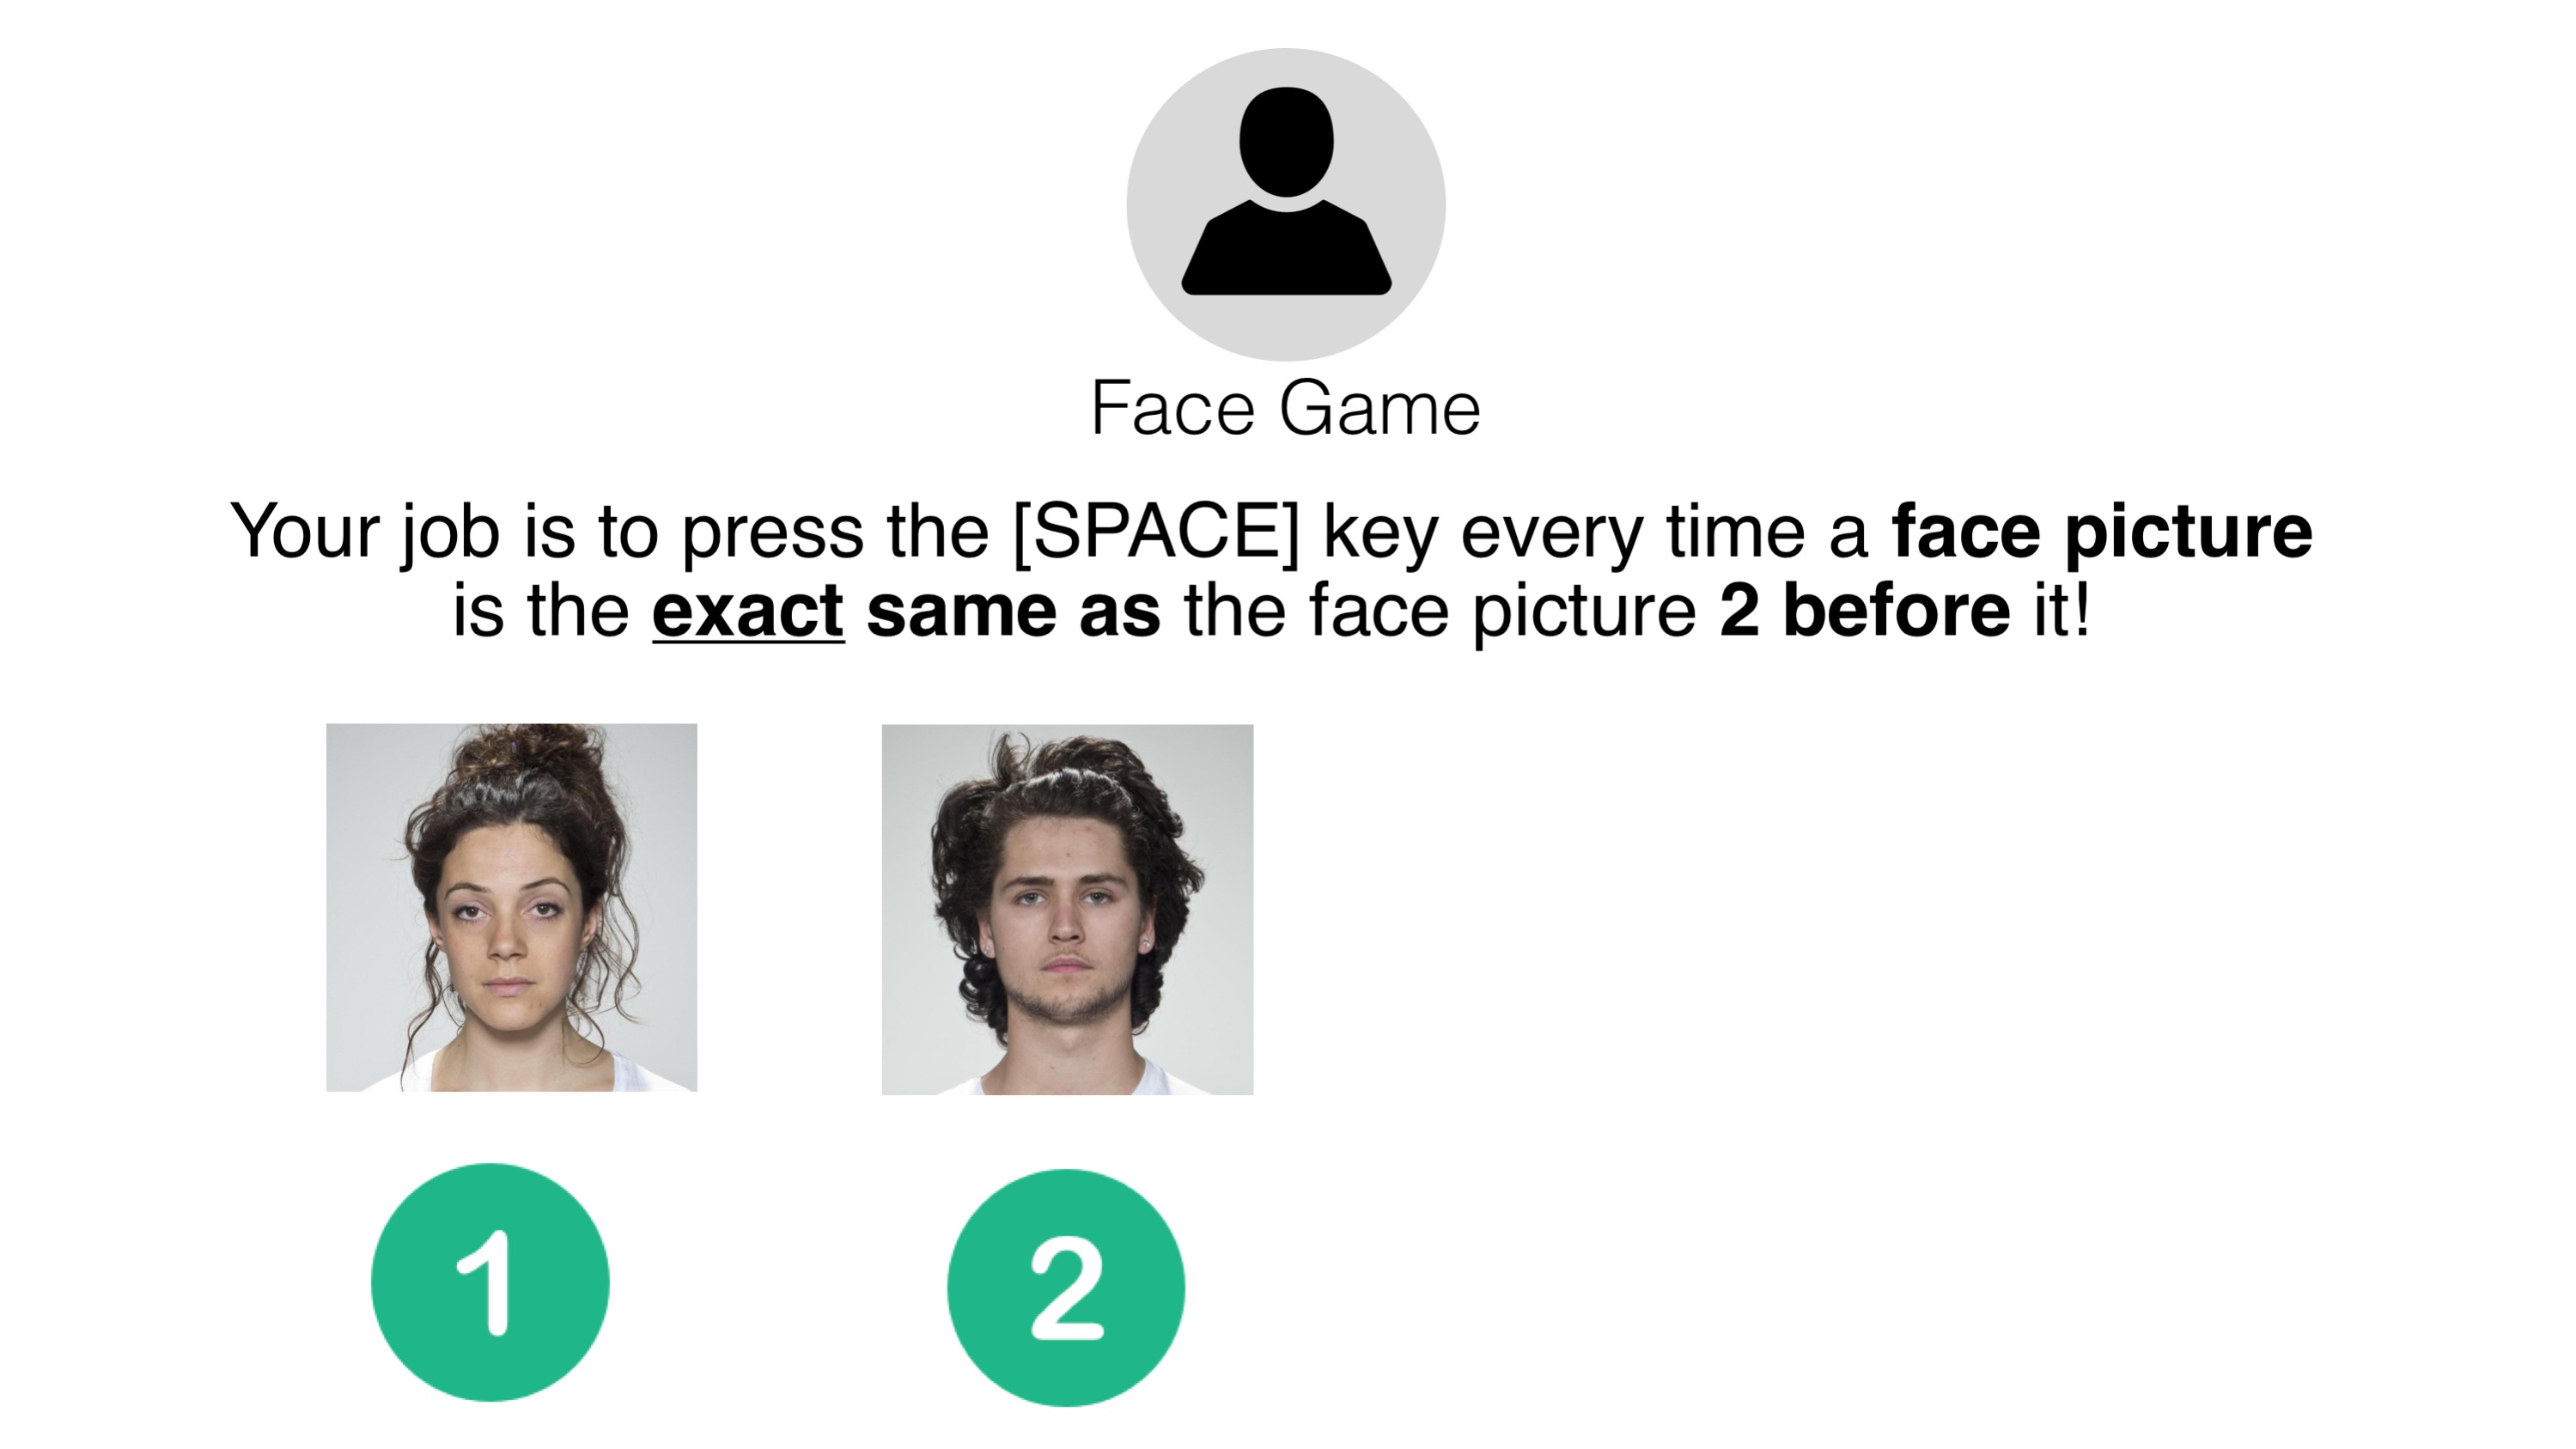 Face Game
Your job is to press the [SPACE] key every time a face picture
is the exact same as the face picture 2 before it!
1
2